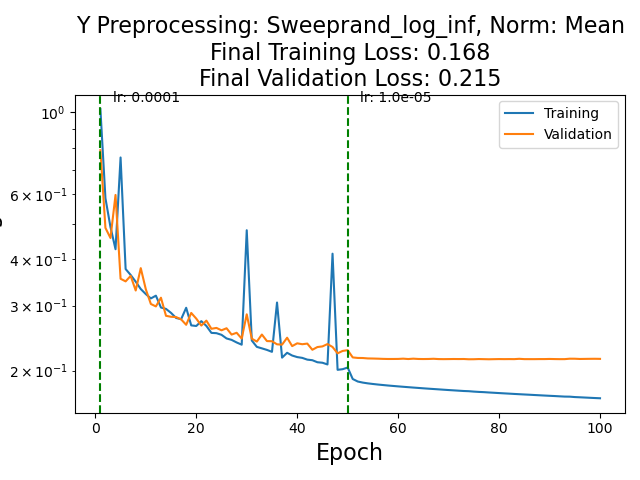 Y Preprocessing: Sweeprand_log_inf, Norm: Mean
Final Training Loss: 0.168
Final Validation Loss: 0.215
lr: 0.0001
lr: 1.0e-05
Training
Validation
10⁰
6 × 10⁻¹
4 × 10⁻¹
3 × 10⁻¹
2 × 10⁻¹
0 20 40 60 80 100
Epoch